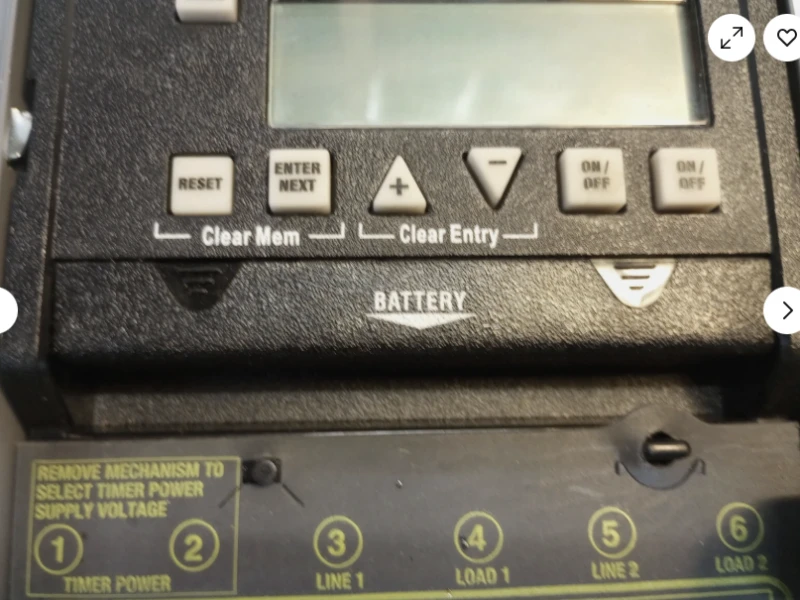 RESET
ENTER
NEXT
+
−
ON/
OFF
ON/
OFF
Clear Mem
Clear Entry
BATTERY
REMOVE MECHANISM TO
SELECT TIMER POWER
SUPPLY VOLTAGE
1 2 3 4 5 6
TIMER POWER LINE 1 LOAD 1 LINE 2 LOAD 2